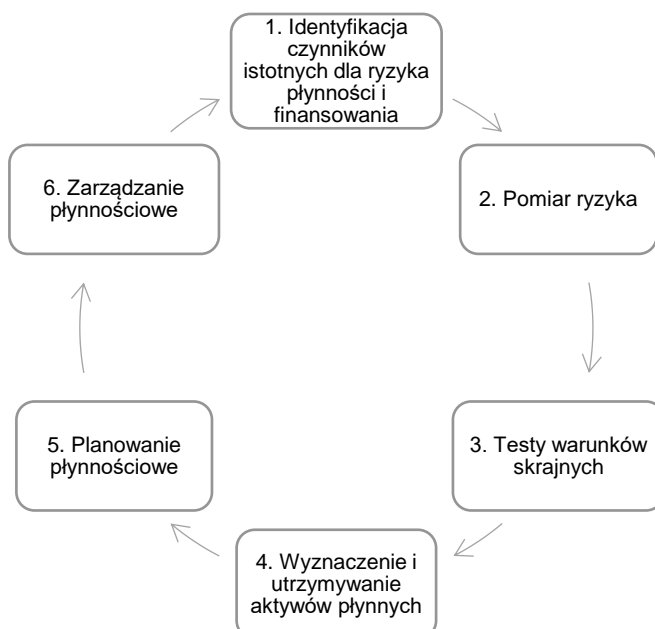 1. Identyfikacja
czynników
istotnych dla ryzyka
płynności i
finansowania
2. Pomiar ryzyka
3. Testy warunków
skrajnych
4. Wyznaczenie i
utrzymywanie
aktywów płynnych
5. Planowanie
płynnościowe
6. Zarządzanie
płynnościowe